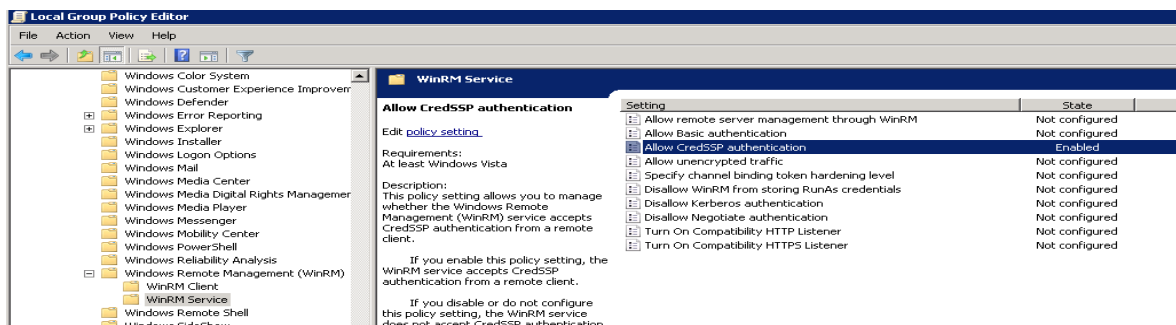 Local Group Policy Editor
File Action View Help
Windows Color System
Windows Customer Experience Improvem
Windows Defender
Windows Error Reporting
Windows Explorer
Windows Installer
Windows Logon Options
Windows Mail
Windows Media Center
Windows Media Digital Rights Managemer
Windows Media Player
Windows Messenger
Windows Mobility Center
Windows PowerShell
Windows Reliability Analysis
Windows Remote Management (WinRM)
WinRM Client
WinRM Service
Windows Remote Shell
Windows SideShow
WinRM Service
Allow CredSSP authentication
Edit policy setting
Requirements:
At least Windows Vista
Description:
This policy setting allows you to manage
whether the Windows Remote
Management (WinRM) service accepts
CredSSP authentication from a remote
client.
If you enable this policy setting, the
WinRM service accepts CredSSP
authentication from a remote client.
If you disable or do not configure
this policy setting, the WinRM service
does not accept CredSSP authentication
Setting State
Allow remote server management through WinRM Not configured
Allow Basic authentication Not configured
Allow CredSSP authentication Enabled
Allow unencrypted traffic Not configured
Specify channel binding token hardening level Not configured
Disallow WinRM from storing RunAs credentials Not configured
Disallow Kerberos authentication Not configured
Disallow Negotiate authentication Not configured
Turn On Compatibility HTTP Listener Not configured
Turn On Compatibility HTTPS Listener Not configured